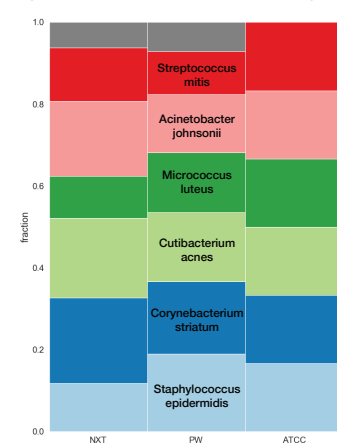 1.0
0.8
0.6
0.4
0.2
0.0
fraction
Streptococcus
mitis
Acinetobacter
johnsonii
Micrococcus
luteus
Cutibacterium
acnes
Corynebacterium
striatum
Staphylococcus
epidermidis
NXT PW ATCC